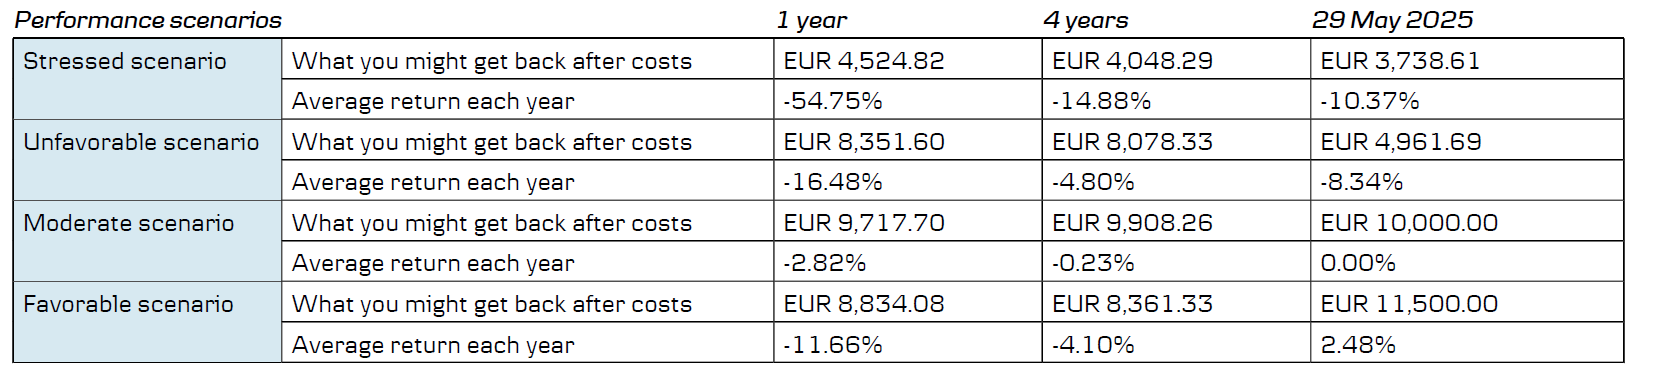 Performance scenarios 1 year 4 years 29 May 2025
Stressed scenario What you might get back after costs EUR 4,524.82 EUR 4,048.29 EUR 3,738.61
Average return each year -54.75% -14.88% -10.37%
Unfavorable scenario What you might get back after costs EUR 8,351.60 EUR 8,078.33 EUR 4,961.69
Average return each year -16.48% -4.80% -8.34%
Moderate scenario What you might get back after costs EUR 9,717.70 EUR 9,908.26 EUR 10,000.00
Average return each year -2.82% -0.23% 0.00%
Favorable scenario What you might get back after costs EUR 8,834.08 EUR 8,361.33 EUR 11,500.00
Average return each year -11.66% -4.10% 2.48%